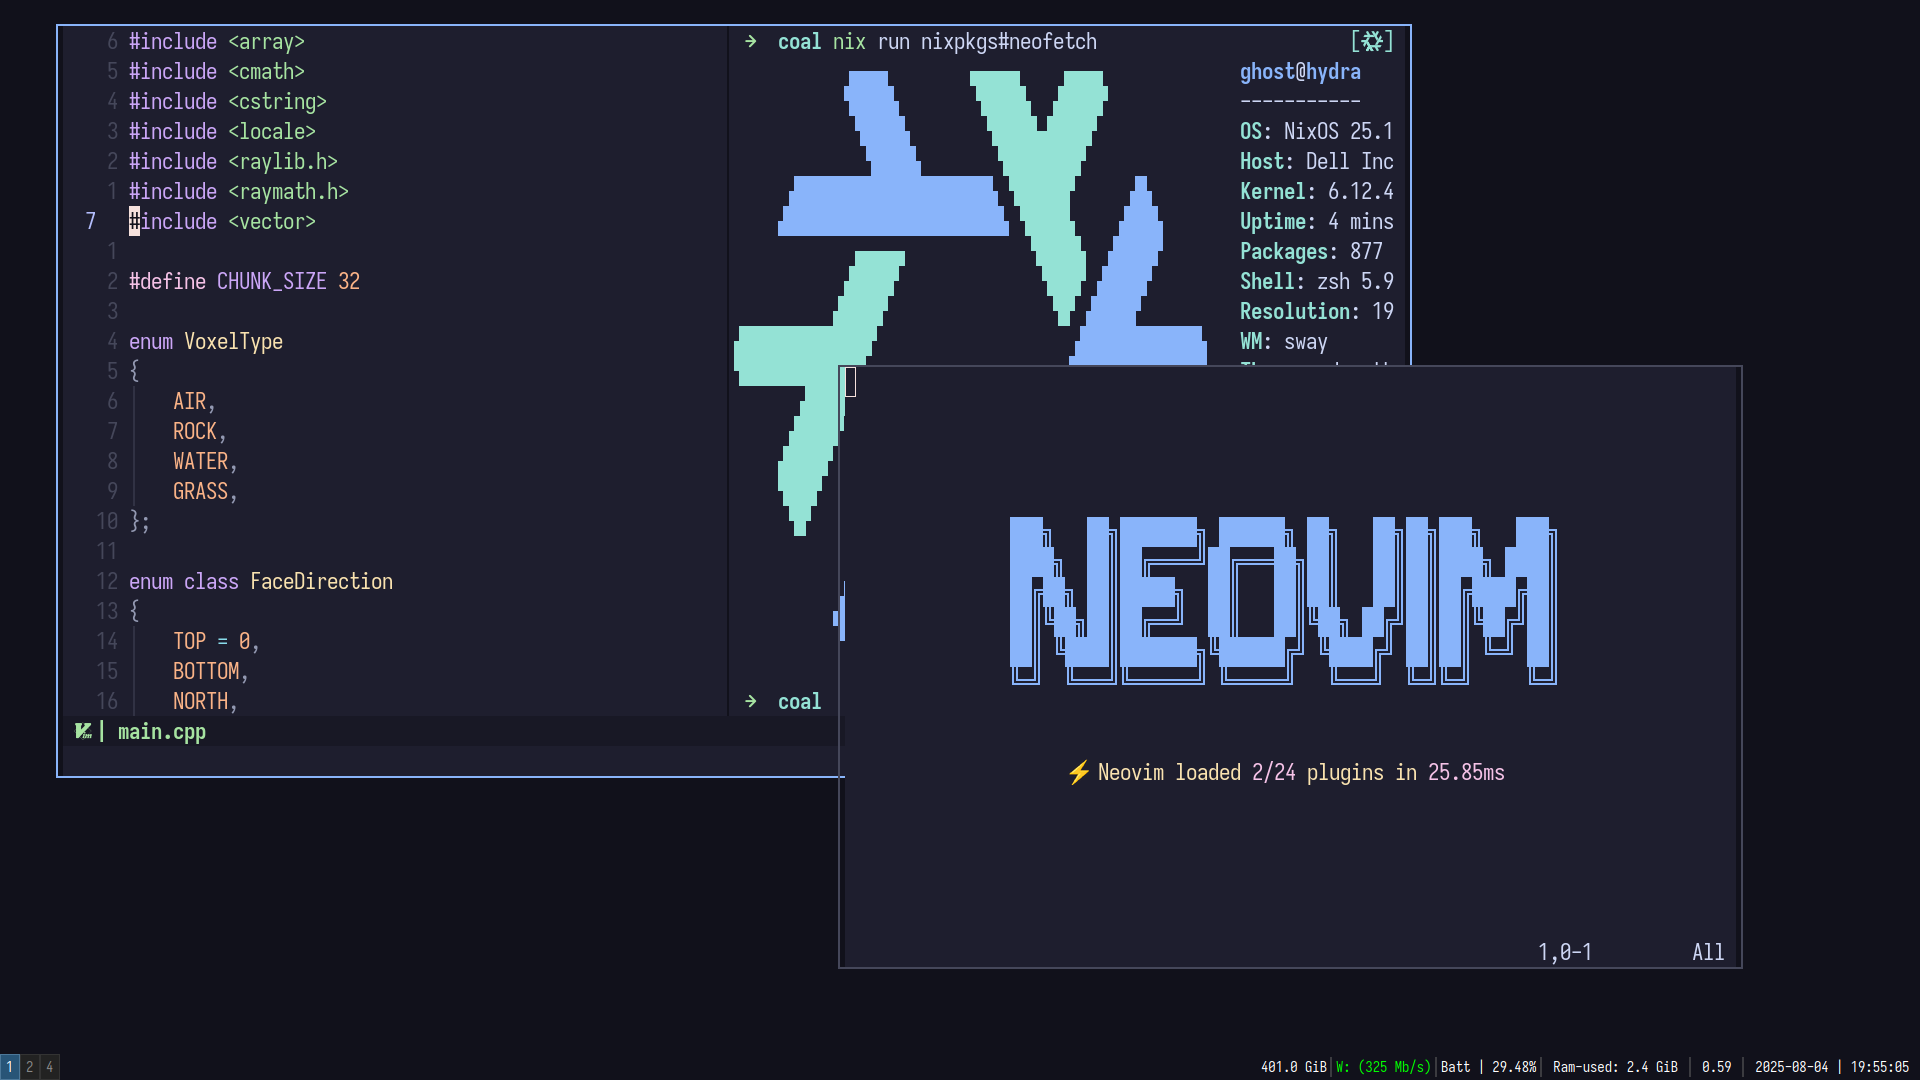 6 #include <array>
5 #include <cmath>
4 #include <cstring>
3 #include <locale>
2 #include <raylib.h>
1 #include <raymath.h>
7 #include <vector>
1
2 #define CHUNK_SIZE 32
3
4 enum VoxelType
5 {
6 AIR,
7 ROCK,
8 WATER,
9 GRASS,
10 };
11
12 enum class FaceDirection
13 {
14 TOP = 0,
15 BOTTOM,
16 NORTH,
Vim | main.cpp
→ coal nix run nixpkgs#neofetch [❄]
ghost@hydra
-----------
OS: NixOS 25.1
Host: Dell Inc
Kernel: 6.12.4
Uptime: 4 mins
Packages: 877
Shell: zsh 5.9
Resolution: 19
WM: sway
→ coal
NEOVIM
⚡ Neovim loaded 2/24 plugins in 25.85ms
1,0-1 All
1 2 4
401.0 GiB| W: (325 Mb/s)| Batt | 29.48%| Ram-used: 2.4 GiB | 0.59 | 2025-08-04 | 19:55:05